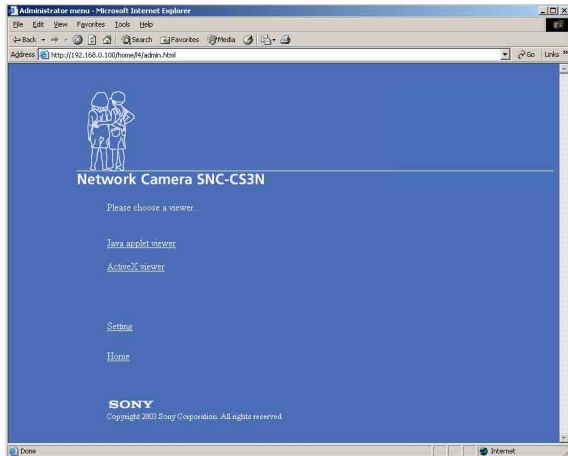 Administrator menu - Microsoft Internet Explorer
File Edit View Favorites Tools Help
Back Search Favorites Media
Address http://192.168.0.100/home/l4/admin.html Go Links »
Network Camera SNC-CS3N
Please choose a viewer..
Java applet viewer
ActiveX viewer
Setting
Home
SONY
Copyright 2003 Sony Corporation. All rights reserved.
Done Internet